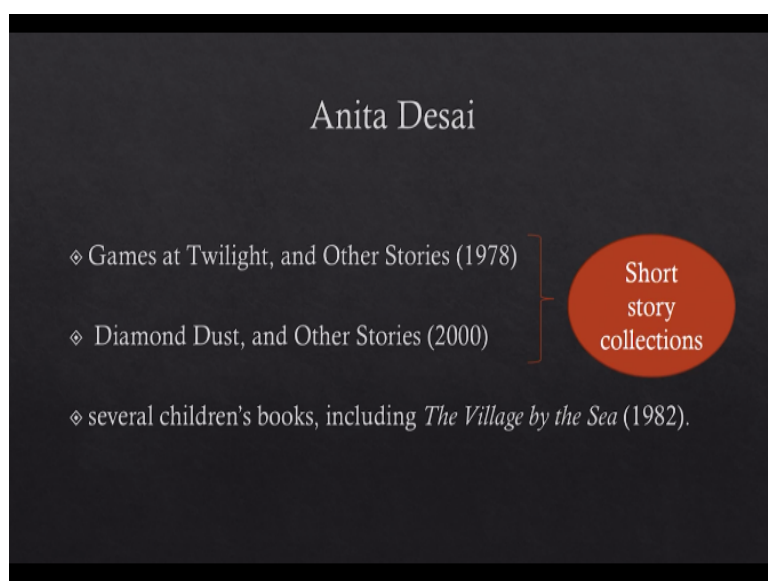 Anita Desai
Games at Twilight, and Other Stories (1978)
Diamond Dust, and Other Stories (2000)
several children’s books, including The Village by the Sea (1982).
Short
story
collections